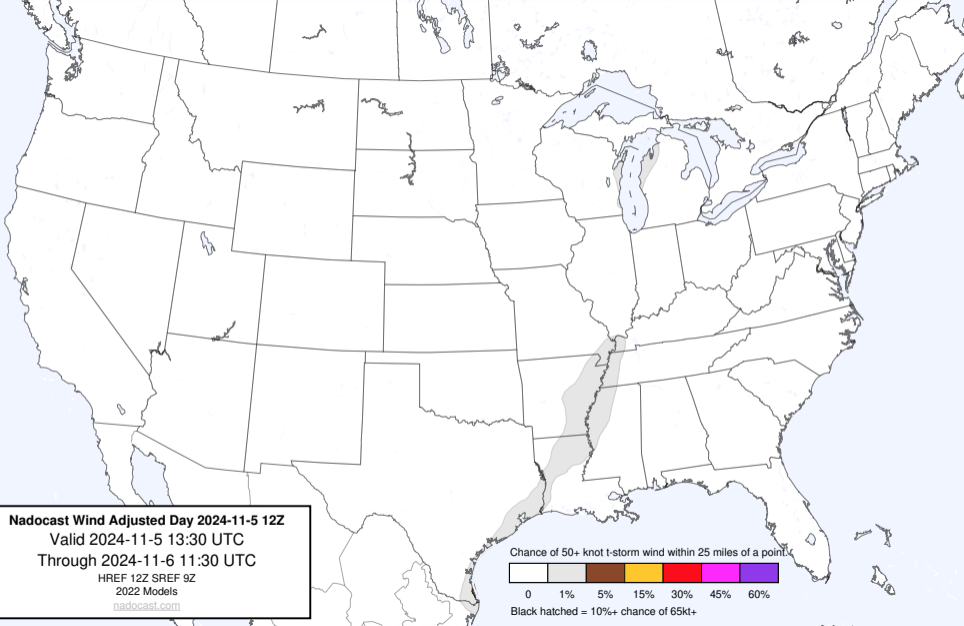 Nadocast Wind Adjusted Day 2024-11-5 12Z
Valid 2024-11-5 13:30 UTC
Through 2024-11-6 11:30 UTC
HREF 12Z SREF 9Z
2022 Models
nadocast.com
Chance of 50+ knot t-storm wind within 25 miles of a point.
0 1% 5% 15% 30% 45% 60%
Black hatched = 10%+ chance of 65kt+